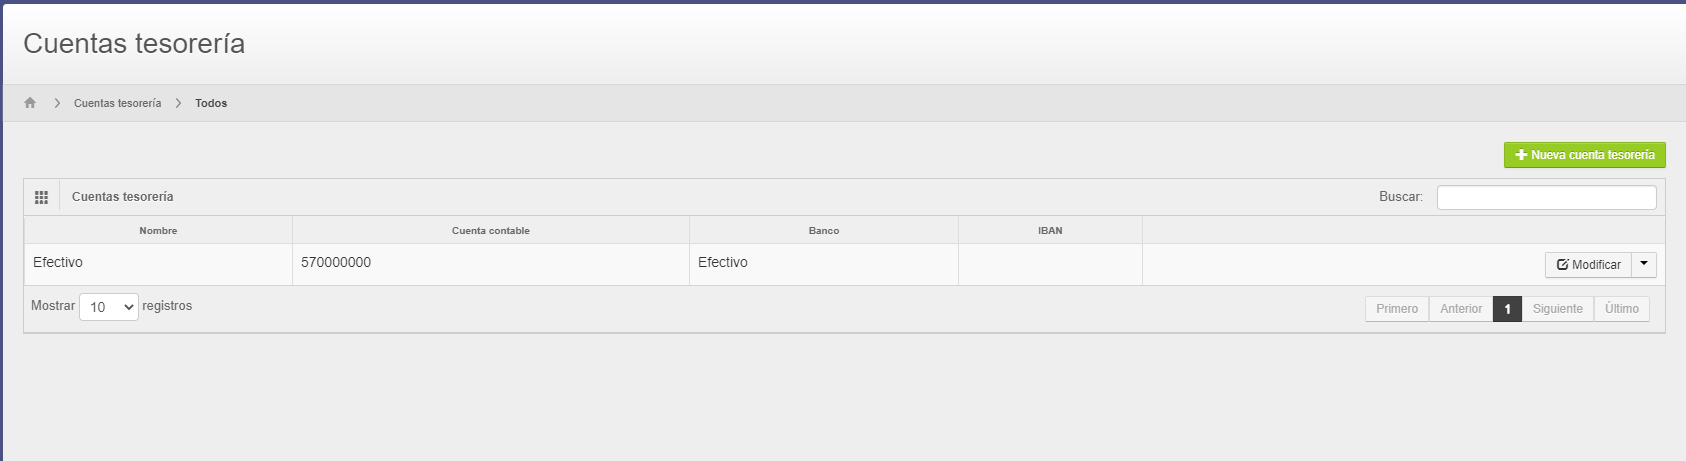 Cuentas tesorería
Cuentas tesorería Todos
Nueva cuenta tesorería
Cuentas tesorería Buscar:
Nombre Cuenta contable Banco IBAN
Efectivo 570000000 Efectivo Modificar
Mostrar 10 registros Primero Anterior 1 Siguiente Último